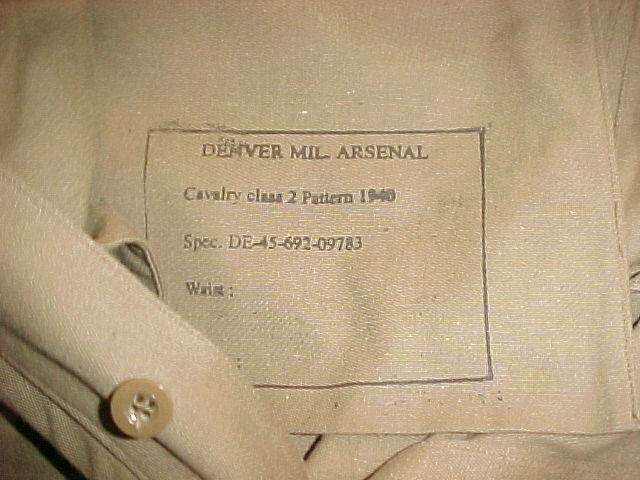 DENVER MIL. ARSENAL
Cavalry class 2 Pattern 1940
Spec. DE-45-692-09783
Waist :